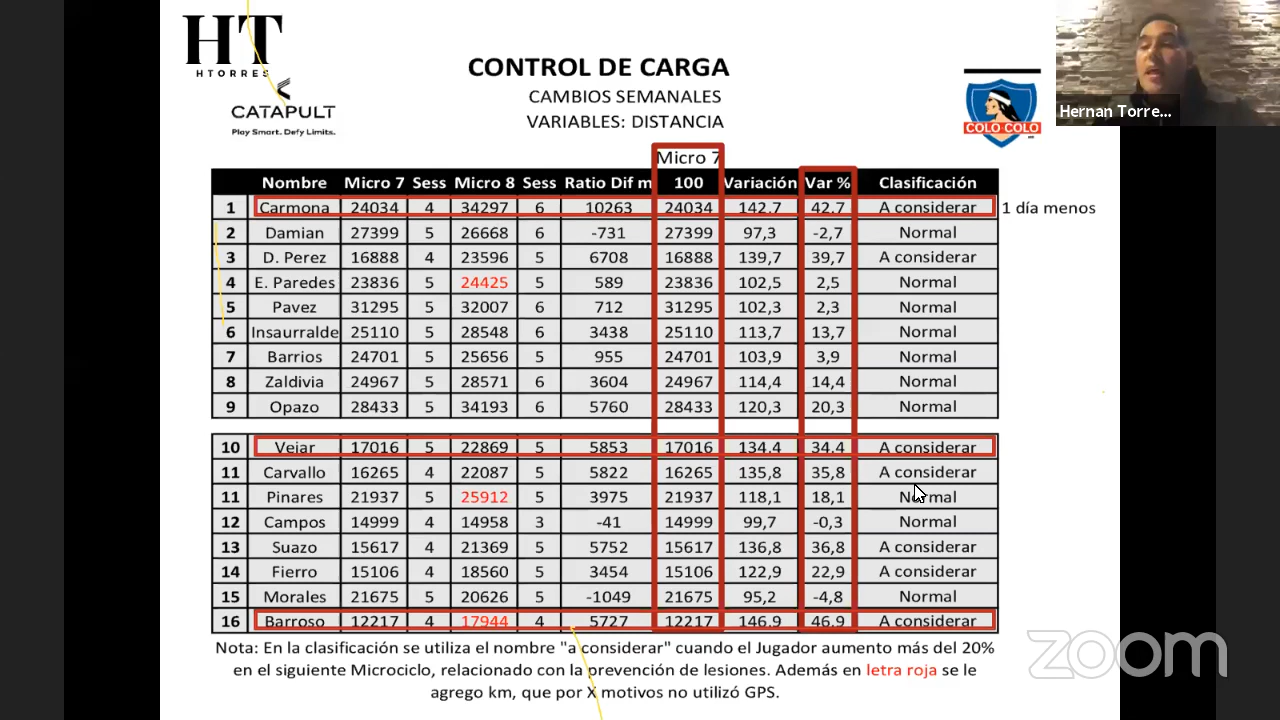 HT
HTORRES
CATAPULT
Play Smart. Defy Limits.
CONTROL DE CARGA
CAMBIOS SEMANALES
VARIABLES: DISTANCIA
COLO COLO
Hernan Torre...
Micro 7
Nombre Micro 7 Sess Micro 8 Sess Ratio Dif m 100 Variación Var % Clasificación
1 Carmona 24034 4 34297 6 10263 24034 142.7 42.7 A considerar 1 día menos
2 Damian 27399 5 26668 6 -731 27399 97,3 -2,7 Normal
3 D. Perez 16888 4 23596 5 6708 16888 139,7 39,7 A considerar
4 E. Paredes 23836 5 24425 5 589 23836 102,5 2,5 Normal
5 Pavez 31295 5 32007 6 712 31295 102,3 2,3 Normal
6 Insaurralde 25110 5 28548 6 3438 25110 113,7 13,7 Normal
7 Barrios 24701 5 25656 5 955 24701 103,9 3,9 Normal
8 Zaldivia 24967 5 28571 6 3604 24967 114,4 14,4 Normal
9 Opazo 28433 5 34193 6 5760 28433 120,3 20,3 Normal
10 Vejar 17016 5 22869 5 5853 17016 134.4 34.4 A considerar
11 Carvallo 16265 4 22087 5 5822 16265 135,8 35,8 A considerar
11 Pinares 21937 5 25912 5 3975 21937 118,1 18,1 Normal
12 Campos 14999 4 14958 3 -41 14999 99,7 -0,3 Normal
13 Suazo 15617 4 21369 5 5752 15617 136,8 36,8 A considerar
14 Fierro 15106 4 18560 5 3454 15106 122,9 22,9 A considerar
15 Morales 21675 5 20626 5 -1049 21675 95,2 -4,8 Normal
16 Barroso 12217 4 17944 4 5727 12217 146.9 46.9 A considerar
Nota: En la clasificación se utiliza el nombre "a considerar" cuando el Jugador aumento más del 20%
en el siguiente Microciclo, relacionado con la prevención de lesiones. Además en letra roja se le
agrego km, que por X motivos no utilizó GPS.
zoom